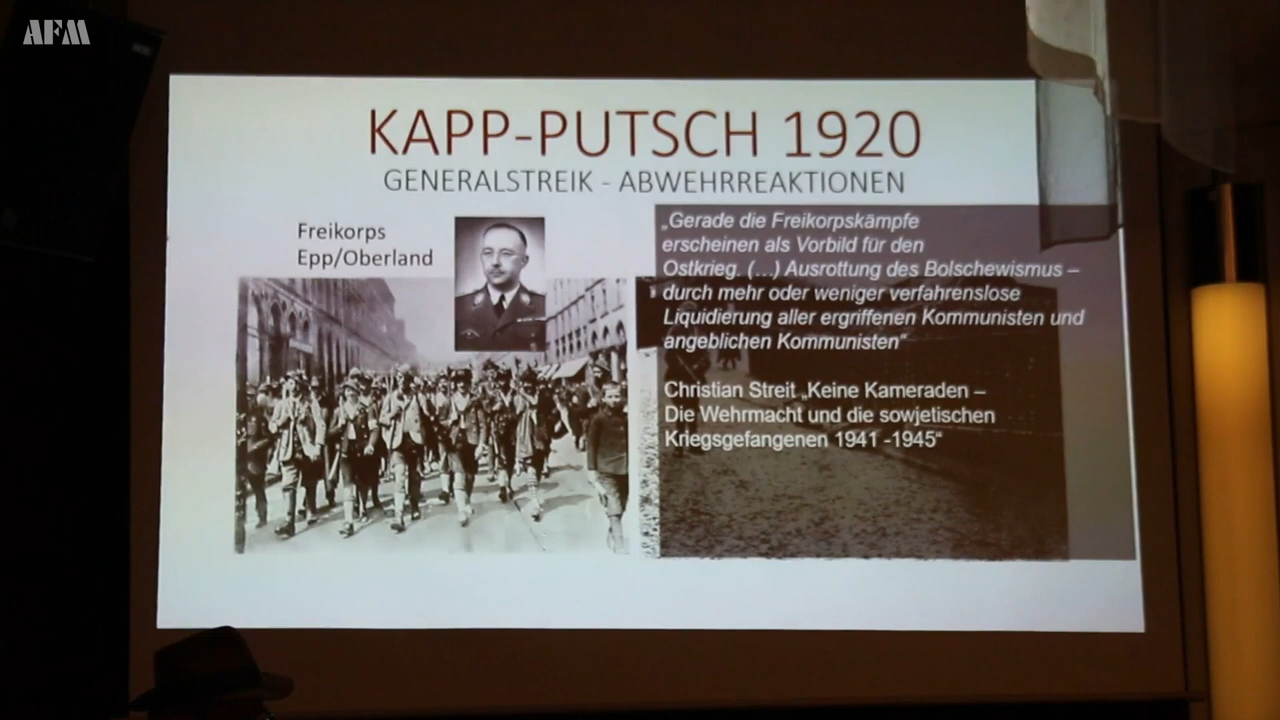 AFM
KAPP-PUTSCH 1920
GENERALSTREIK - ABWEHRREAKTIONEN
Freikorps
Epp/Oberland
„Gerade die Freikorpskämpfe
erscheinen als Vorbild für den
Ostkrieg. (...) Ausrottung des Bolschewismus –
durch mehr oder weniger verfahrenslose
Liquidierung aller ergriffenen Kommunisten und
angeblichen Kommunisten“
Christian Streit „Keine Kameraden –
Die Wehrmacht und die sowjetischen
Kriegsgefangenen 1941 -1945“